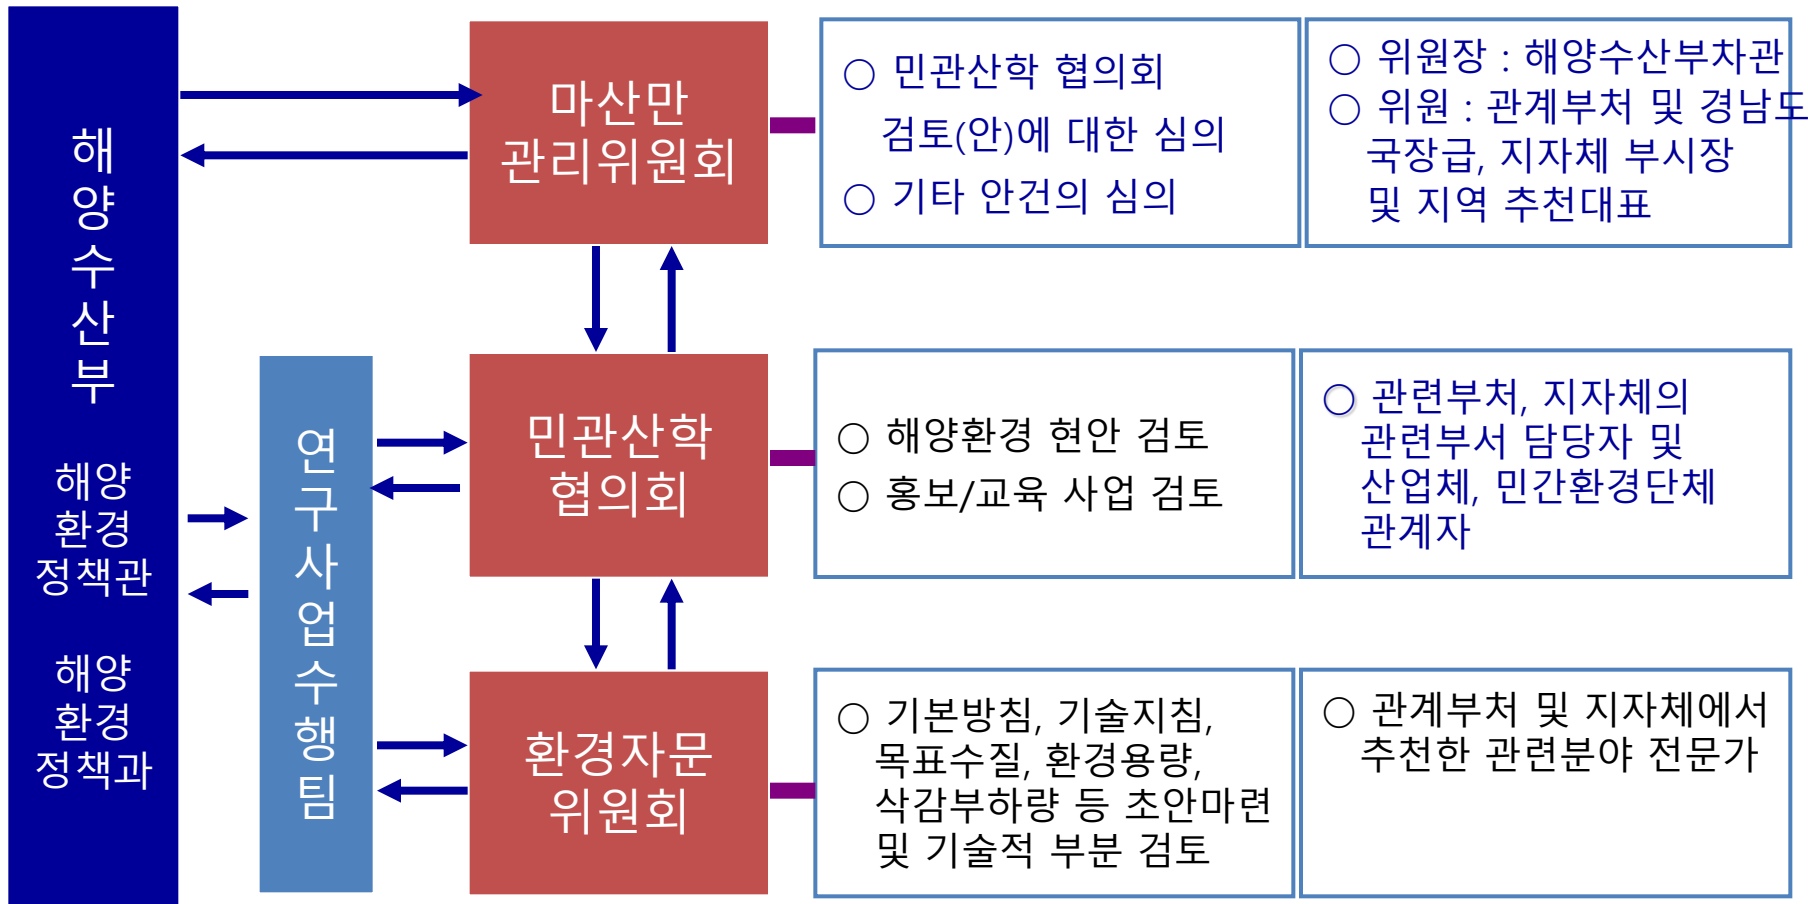 해양수산부
해양
환경
정책관
해양
환경
정책과
연구사업수행팀
마산만
관리위원회
○ 민관산학 협의회
검토(안)에 대한 심의
○ 기타 안건의 심의
○ 위원장 : 해양수산부차관
○ 위원 : 관계부처 및 경남도
국장급, 지자체 부시장
및 지역 추천대표
민관산학
협의회
○ 해양환경 현안 검토
○ 홍보/교육 사업 검토
○ 관련부처, 지자체의
관련부서 담당자 및
산업체, 민간환경단체
관계자
환경자문
위원회
○ 기본방침, 기술지침,
목표수질, 환경용량,
삭감부하량 등 초안마련
및 기술적 부분 검토
○ 관계부처 및 지자체에서
추천한 관련분야 전문가